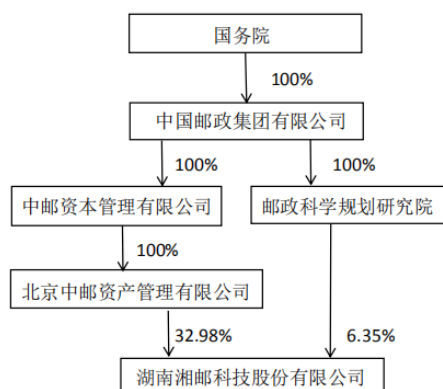 国务院
100%
中国邮政集团有限公司
100% 100%
中邮资本管理有限公司 邮政科学规划研究院
100%
北京中邮资产管理有限公司
32.98% 6.35%
湖南湘邮科技股份有限公司